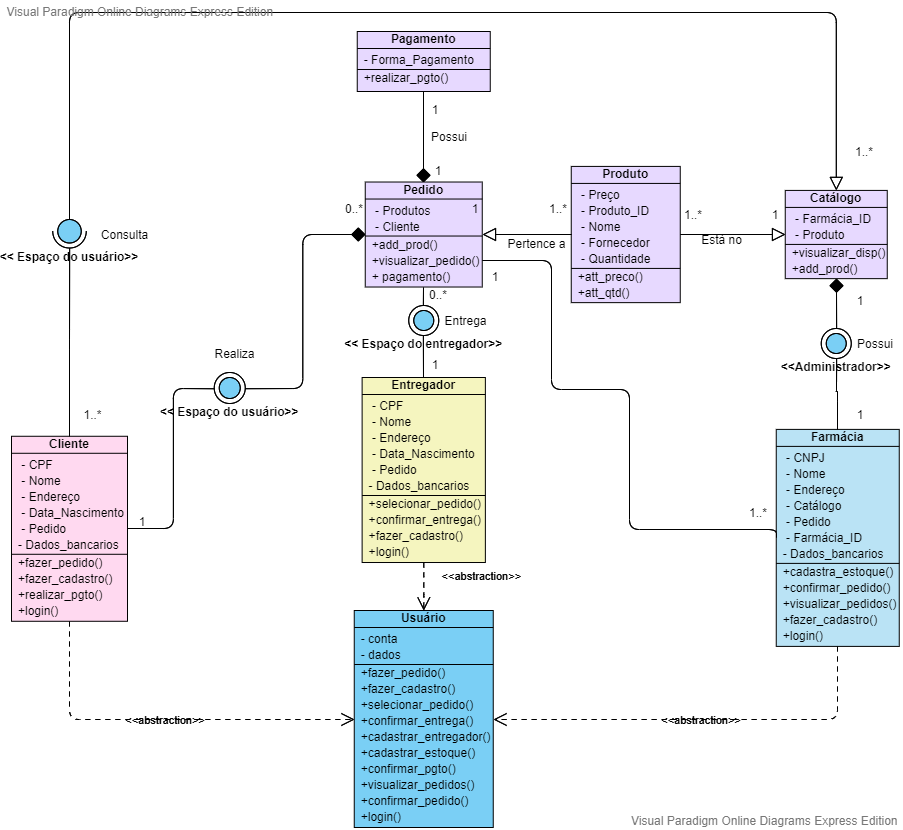 Visual Paradigm Online Diagrams Express Edition
Pagamento
- Forma_Pagamento
+realizar_pgto()
1
Possui
1
1..*
Pedido
- Produtos
- Cliente
+add_prod()
+visualizar_pedido()
+ pagamento()
0..*
1
1
0..*
Produto
- Preço
- Produto_ID
- Nome
- Fornecedor
- Quantidade
+att_preco()
+att_qtd()
1..*
Pertence a
1..*
Está no
1
Catálogo
- Farmácia_ID
- Produto
+visualizar_disp()
+add_prod()
1
Consulta
<< Espaço do usuário>>
Entrega
<< Espaço do entregador>>
1
Possui
<<Administrador>>
1
Realiza
<< Espaço do usuário>>
1..*
Cliente
- CPF
- Nome
- Endereço
- Data_Nascimento
- Pedido
- Dados_bancarios
+fazer_pedido()
+fazer_cadastro()
+realizar_pgto()
+login()
1
Entregador
- CPF
- Nome
- Endereço
- Data_Nascimento
- Pedido
- Dados_bancarios
+selecionar_pedido()
+confirmar_entrega()
+fazer_cadastro()
+login()
1..*
Farmácia
- CNPJ
- Nome
- Endereço
- Catálogo
- Pedido
- Farmácia_ID
- Dados_bancarios
+cadastra_estoque()
+confirmar_pedido()
+visualizar_pedidos()
+fazer_cadastro()
+login()
<<abstraction>>
Usuário
- conta
- dados
+fazer_pedido()
+fazer_cadastro()
+selecionar_pedido()
+confirmar_entrega()
+cadastrar_entregador()
+cadastrar_estoque()
+confirmar_pgto()
+visualizar_pedidos()
+confirmar_pedido()
+login()
<<abstraction>>
<<abstraction>>
Visual Paradigm Online Diagrams Express Edition